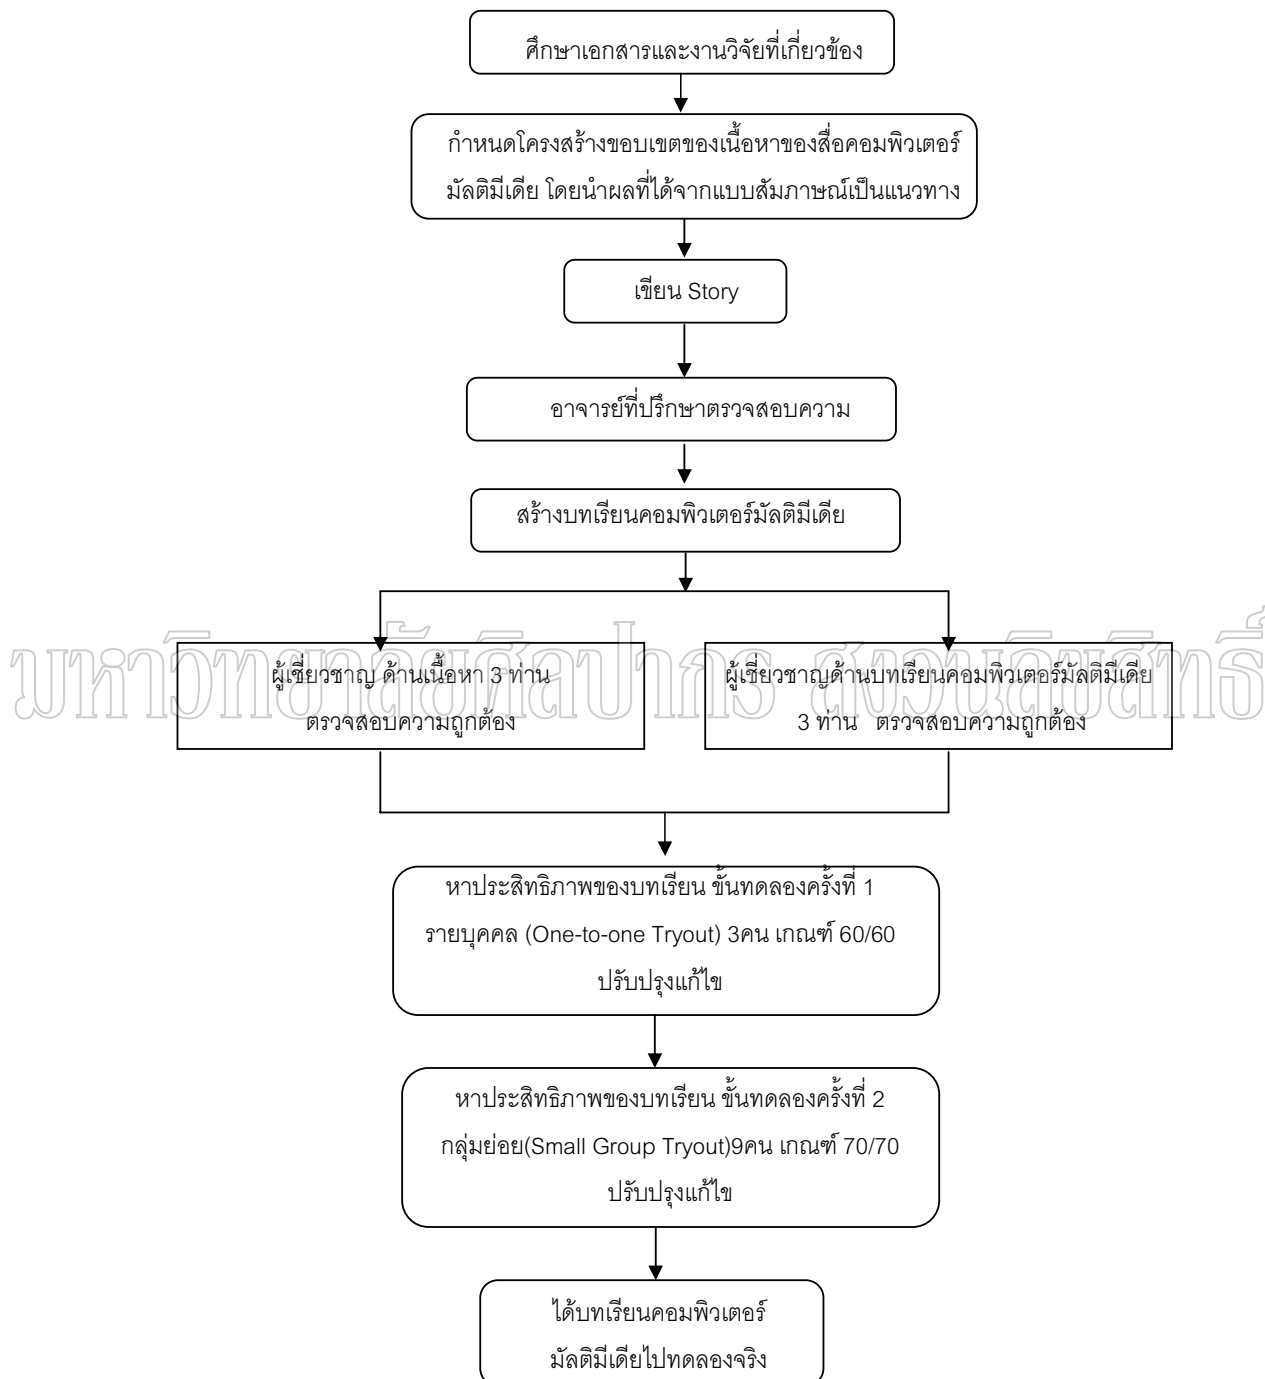 ศึกษาเอกสารและงานวิจัยที่เกี่ยวข้อง
กำหนดโครงสร้างขอบเขตของเนื้อหาของสื่อคอมพิวเตอร์
มัลติมีเดีย โดยนำผลที่ได้จากแบบสัมภาษณ์เป็นแนวทาง
เขียน Story
อาจารย์ที่ปรึกษาตรวจสอบความ
สร้างบทเรียนคอมพิวเตอร์มัลติมีเดีย
มหาวิทยาลัยศิลปากร สงวนลิขสิทธิ์
ผู้เชี่ยวชาญ ด้านเนื้อหา 3 ท่าน
ตรวจสอบความถูกต้อง
ผู้เชี่ยวชาญด้านบทเรียนคอมพิวเตอร์มัลติมีเดีย
3 ท่าน ตรวจสอบความถูกต้อง
หาประสิทธิภาพของบทเรียน ขั้นทดลองครั้งที่ 1
รายบุคคล (One-to-one Tryout) 3คน เกณฑ์ 60/60
ปรับปรุงแก้ไข
หาประสิทธิภาพของบทเรียน ขั้นทดลองครั้งที่ 2
กลุ่มย่อย(Small Group Tryout)9คน เกณฑ์ 70/70
ปรับปรุงแก้ไข
ได้บทเรียนคอมพิวเตอร์
มัลติมีเดียไปทดลองจริง